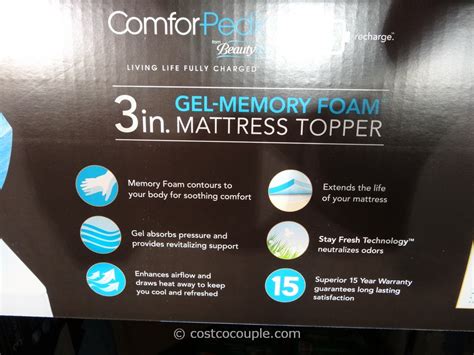 Comfor-Pedic
from
Beauty
recharge
LIVING LIFE FULLY CHARGED
3in. GEL-MEMORY FOAM
MATTRESS TOPPER
Memory Foam contours to
your body for soothing comfort
Gel absorbs pressure and
provides revitalizing support
Enhances airflow and
draws heat away to keep
you cool and refreshed
Extends the life
of your mattress
Stay Fresh Technology™
neutralizes odors
15
Superior 15 Year Warranty
guarantees long lasting
satisfaction
© costcocouple.com